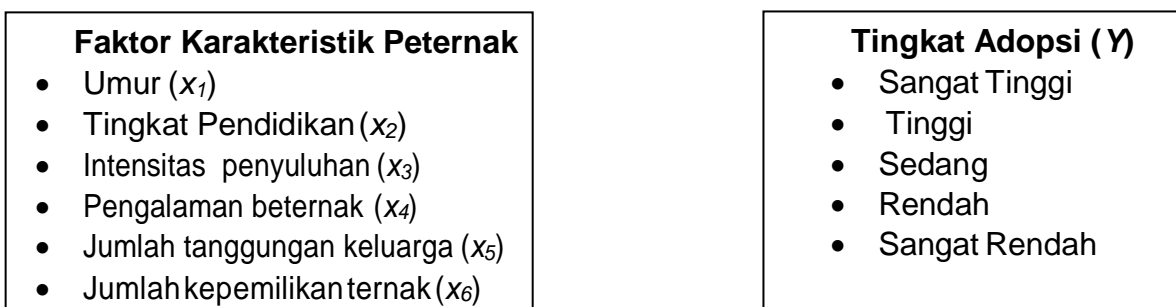 Faktor Karakteristik Peternak
• Umur (x1)
• Tingkat Pendidikan (x2)
• Intensitas penyuluhan (x3)
• Pengalaman beternak (x4)
• Jumlah tanggungan keluarga (x5)
• Jumlah kepemilikan ternak (x6)
Tingkat Adopsi (Y)
• Sangat Tinggi
• Tinggi
• Sedang
• Rendah
• Sangat Rendah